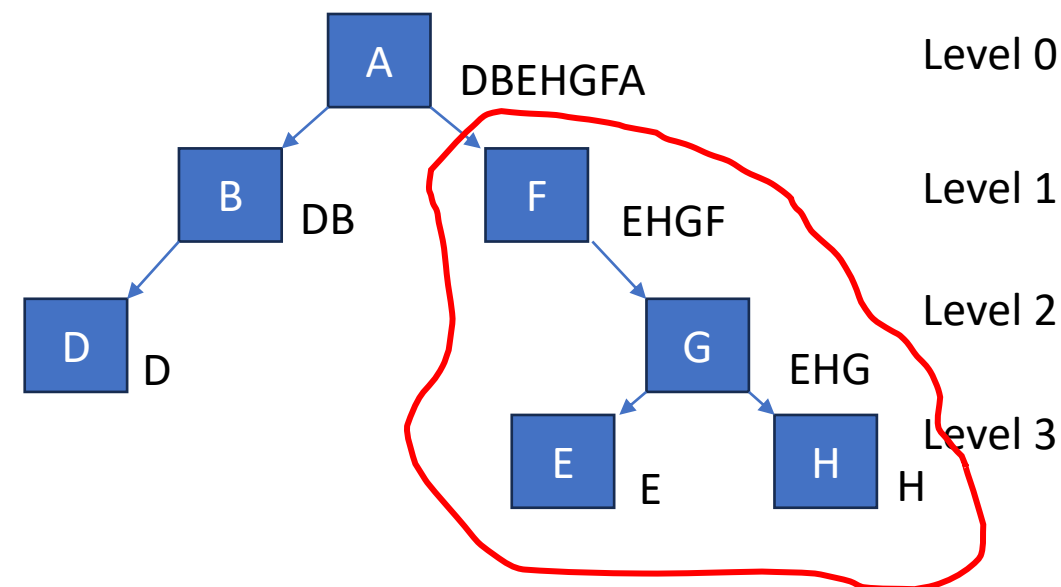 A
DBEHGFA
Level 0
B
DB
F
EHGF
Level 1
D
D
G
EHG
Level 2
E
E
H
H
Level 3